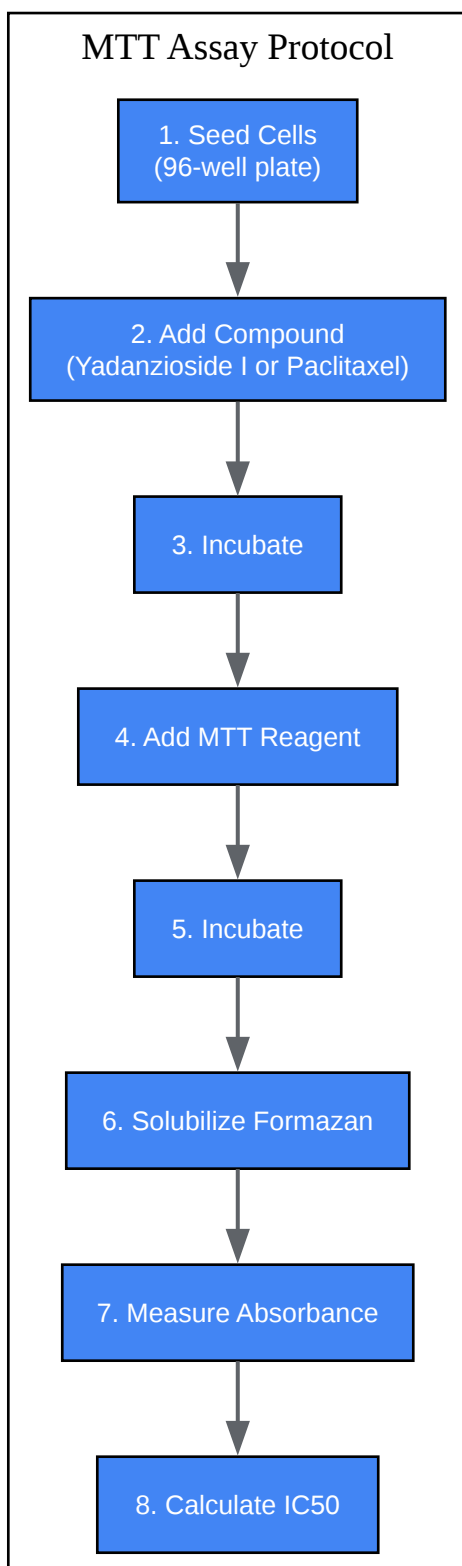 MTT Assay Protocol
1. Seed Cells
(96-well plate)
2. Add Compound
(Yadanzioside I or Paclitaxel)
3. Incubate
4. Add MTT Reagent
5. Incubate
6. Solubilize Formazan
7. Measure Absorbance
8. Calculate IC50